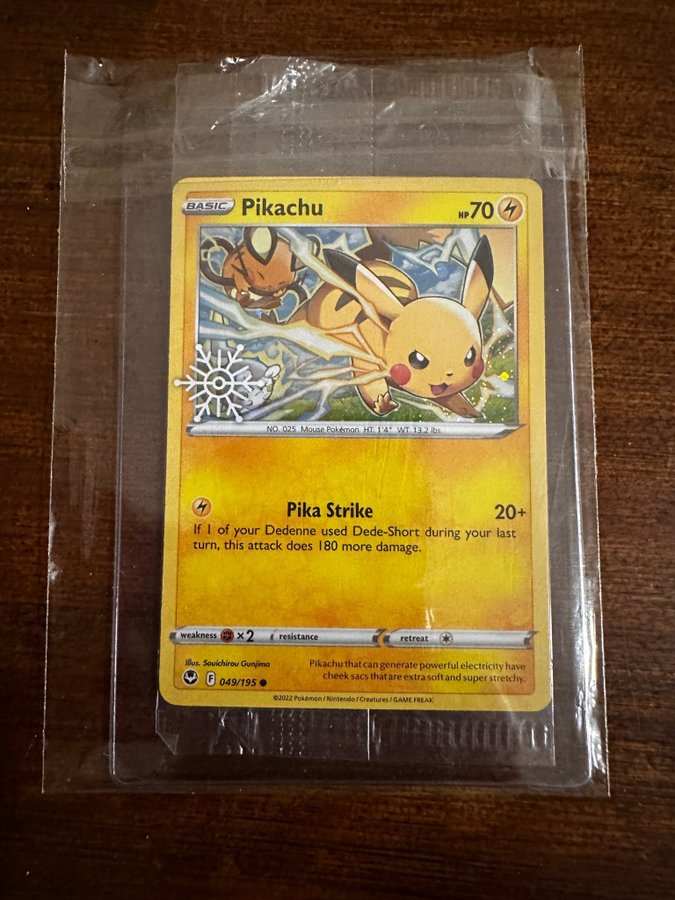 BASIC Pikachu HP 70
NO. 025 Mouse Pokémon HT: 1'4" WT: 13.2 lbs.
Pika Strike 20+
If 1 of your Dedenne used Dede-Short during your last
turn, this attack does 180 more damage.
weakness ×2 resistance retreat
Illus. Souichirou Gunjima
Pikachu that can generate powerful electricity have
cheek sacs that are extra soft and super stretchy.
F 049/195
©2022 Pokémon / Nintendo / Creatures / GAME FREAK